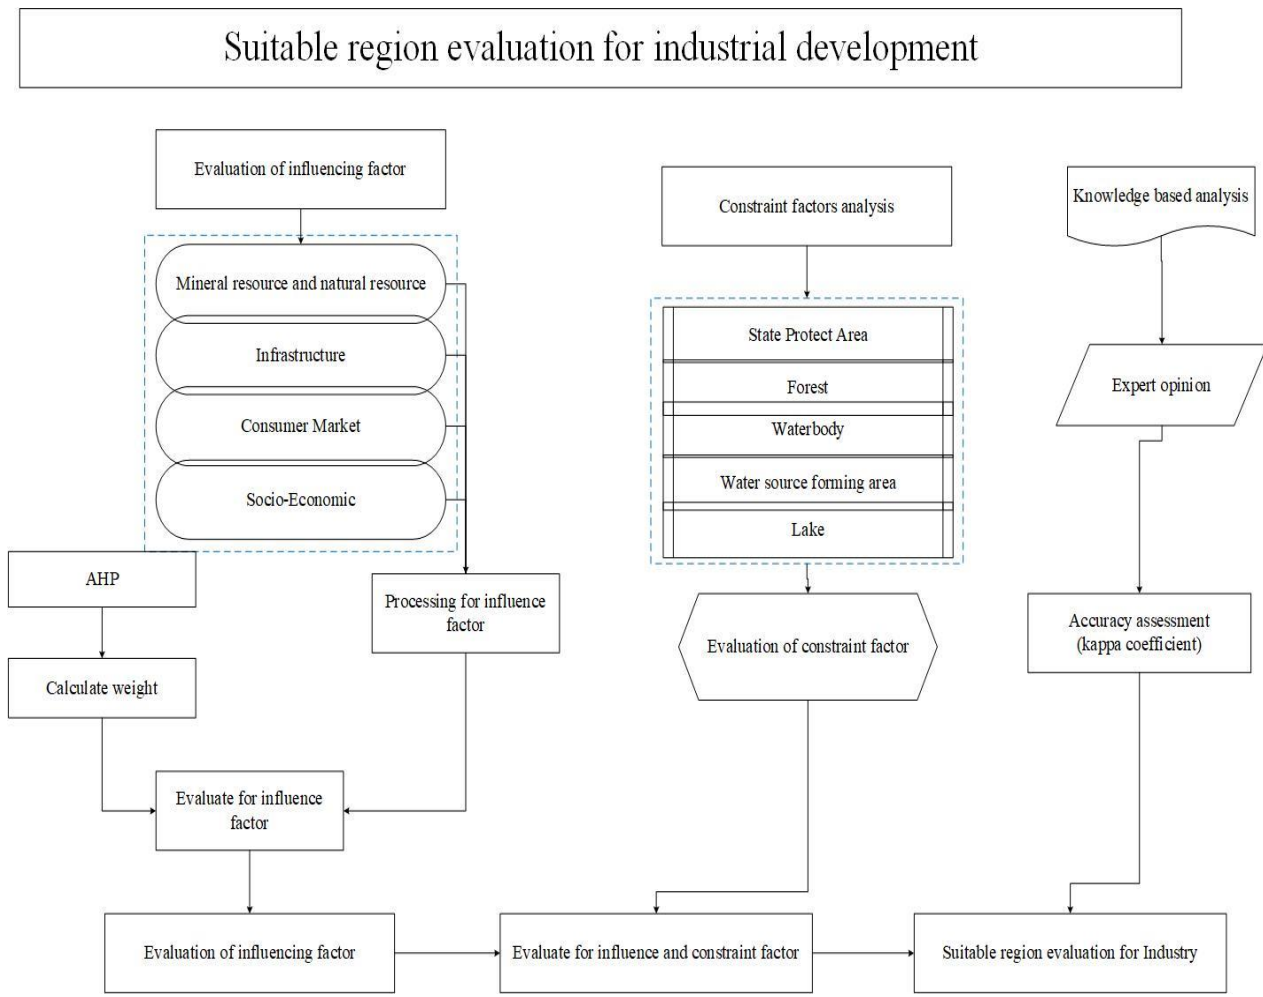 Suitable region evaluation for industrial development
Evaluation of influencing factor
Mineral resource and natural resource
Infrastructure
Consumer Market
Socio-Economic
AHP
Calculate weight
Processing for influence
factor
Evaluate for influence
factor
Evaluation of influencing factor
Constraint factors analysis
State Protect Area
Forest
Waterbody
Water source forming area
Lake
Evaluation of constraint factor
Evaluate for influence and constraint factor
Knowledge based analysis
Expert opinion
Accuracy assessment
(kappa coefficient)
Suitable region evaluation for Industry